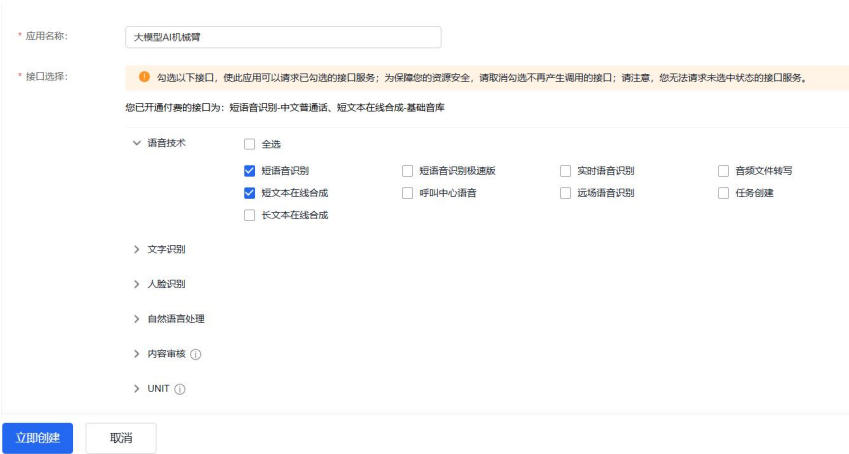 * 应用名称： 大模型AI机械臂
* 接口选择： 勾选以下接口，使此应用可以请求已勾选的接口服务；为保障您的资源安全，请取消勾选不再产生调用的接口；请注意，您无法请求未选中状态的接口服务。
您已开通付费的接口为：短语音识别-中文普通话、短文本在线合成-基础音库
语音技术 全选
短语音识别 短语音识别极速版 实时语音识别 音频文件转写
短文本在线合成 呼叫中心语音 远场语音识别 任务创建
长文本在线合成
文字识别
人脸识别
自然语言处理
内容审核
UNIT
立即创建 取消